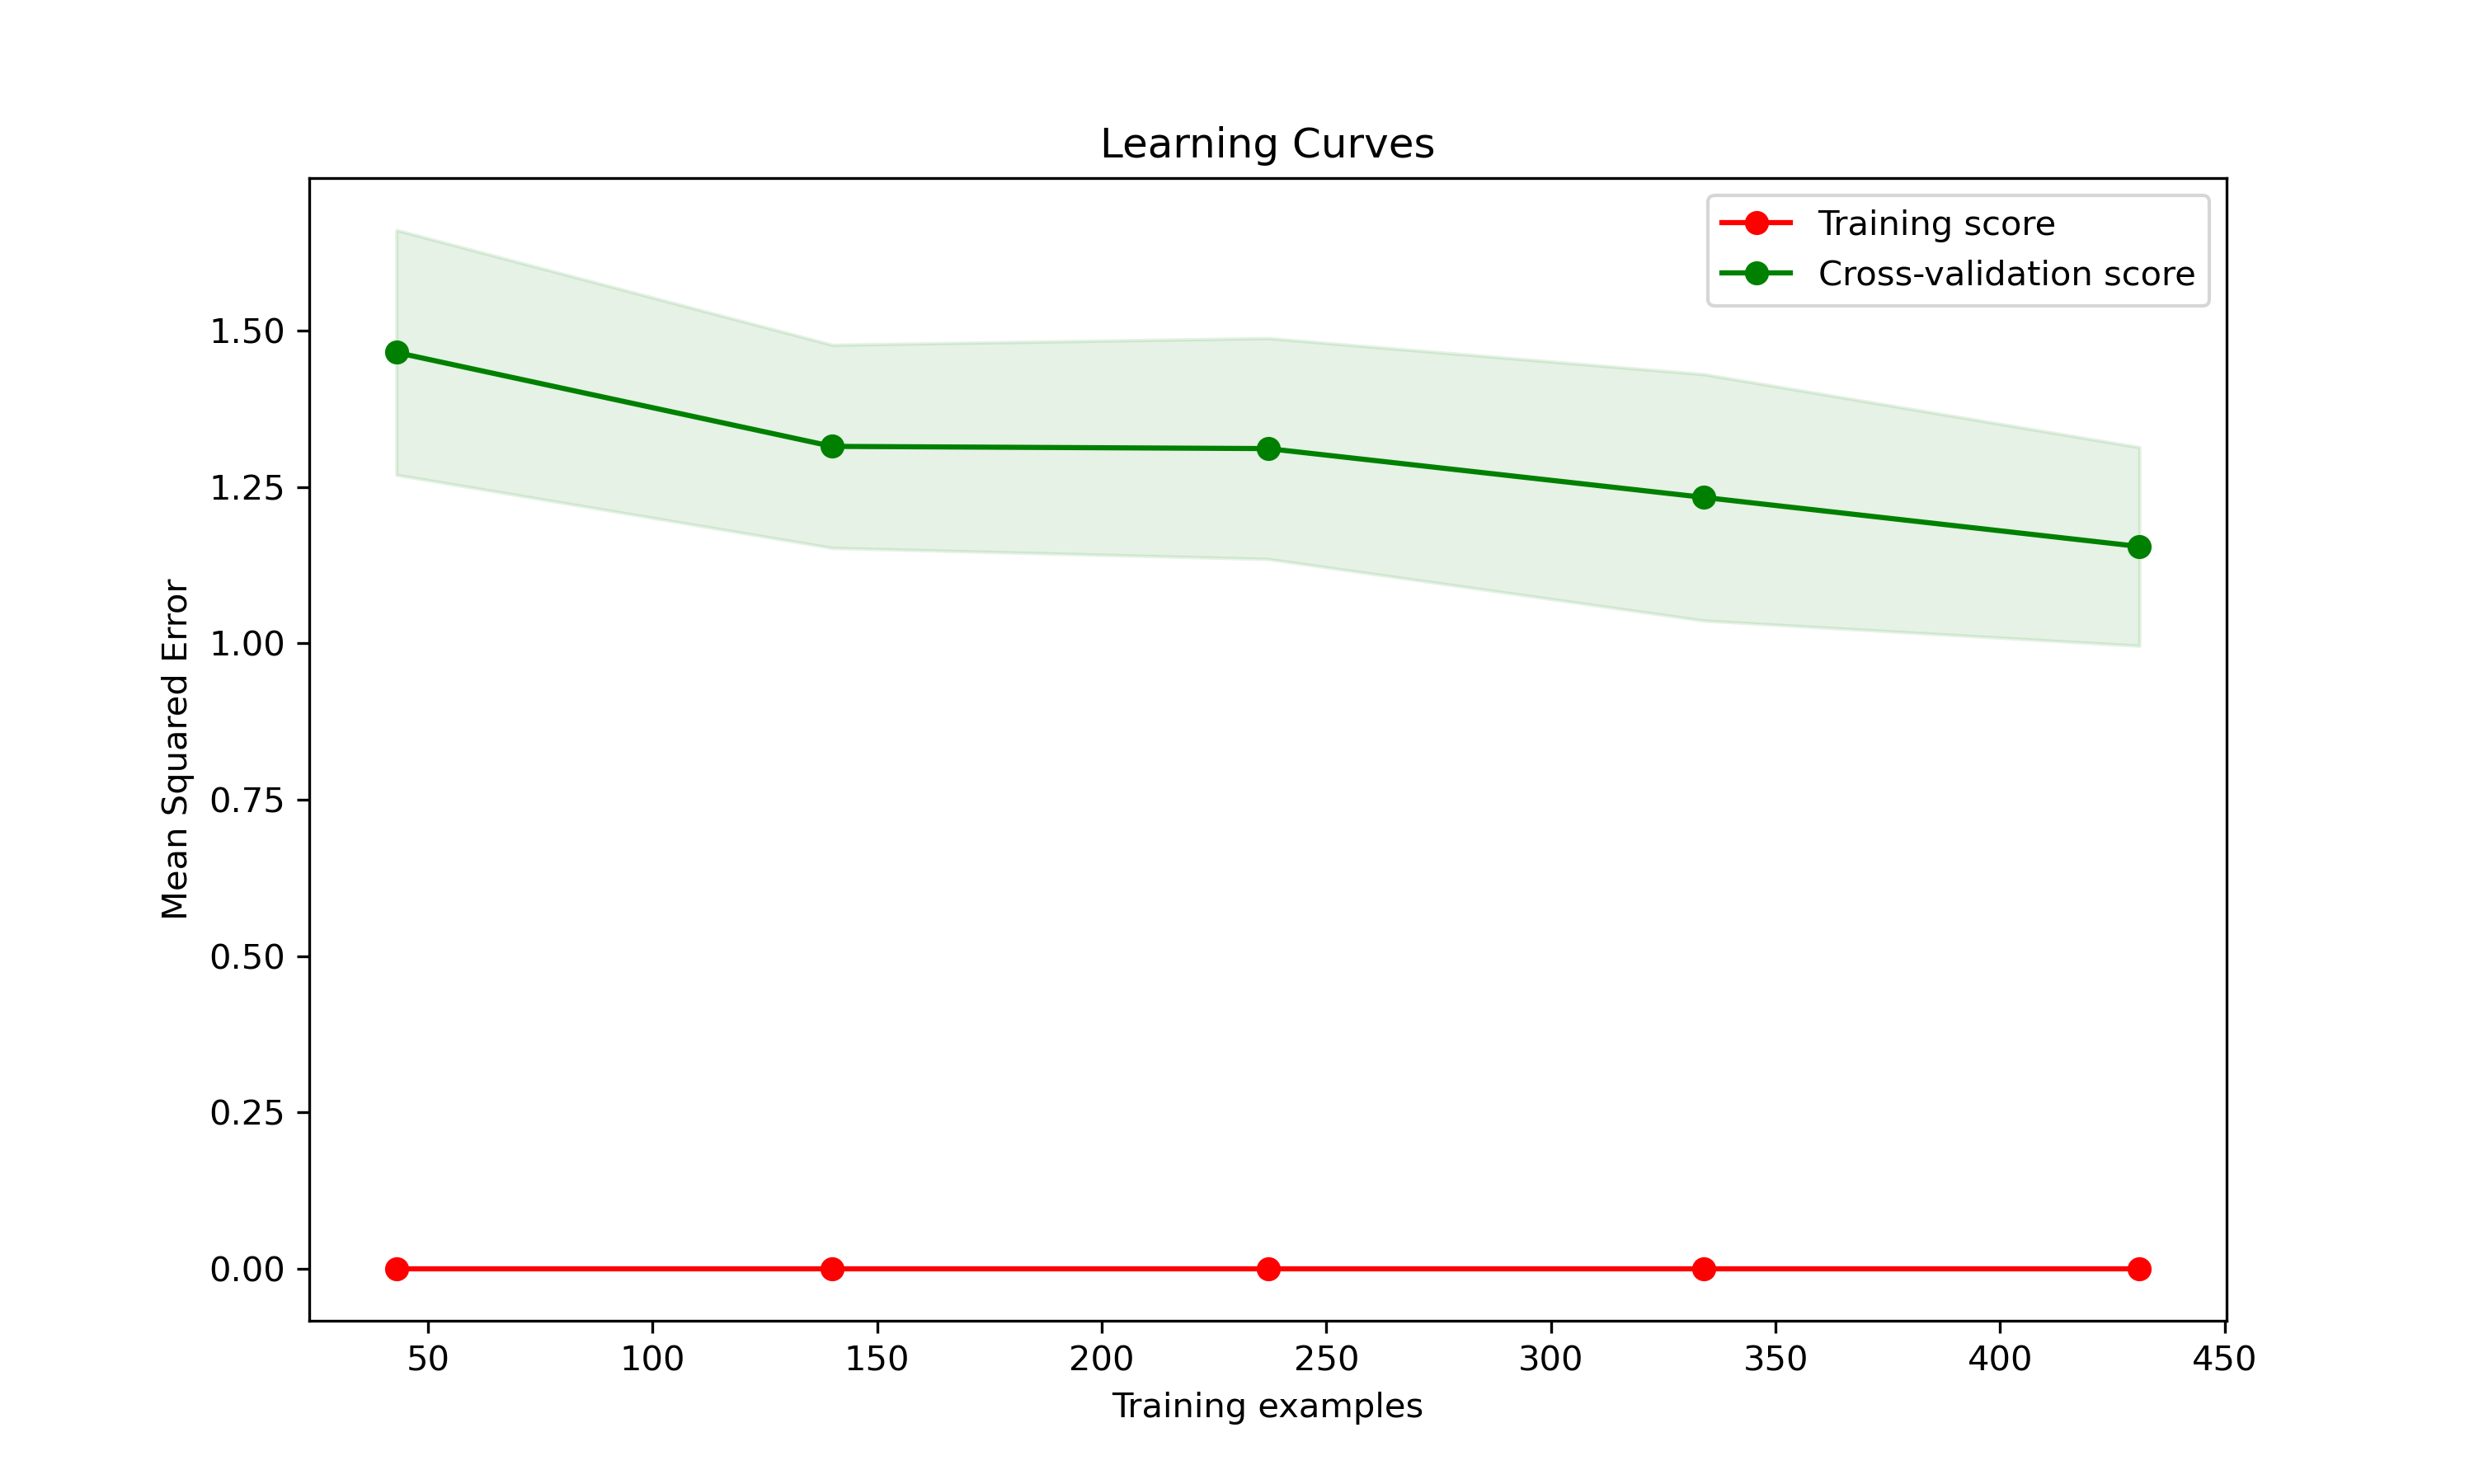 Learning Curves
Training score
Cross-validation score
1.50
1.25
1.00
0.75
0.50
0.25
0.00
Mean Squared Error
50 100 150 200 250 300 350 400 450
Training examples